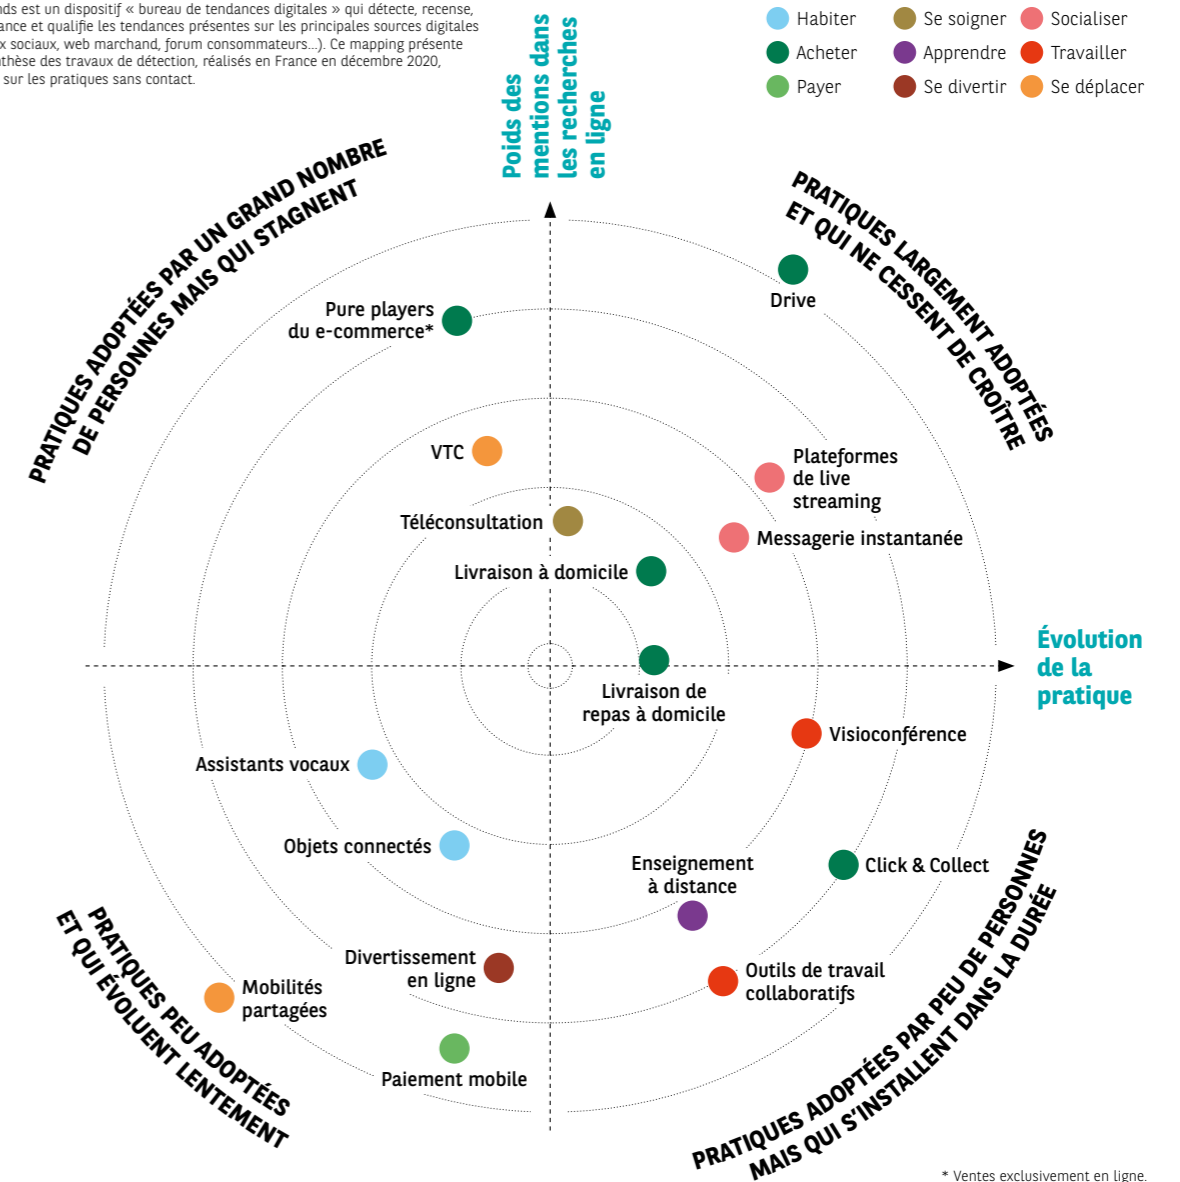 est un dispositif « bureau de tendances digitales » qui détecte, recense,
et qualifie les tendances présentes sur les principales sources digitales
sociaux, web marchand, forum consommateurs...). Ce mapping présente
des travaux de détection, réalisés en France en décembre 2020,
sur les pratiques sans contact.
Habiter
Se soigner
Socialiser
Acheter
Apprendre
Travailler
Payer
Se divertir
Se déplacer
Poids des
mentions dans
les recherches
en ligne
PRATIQUES ADOPTÉES PAR UN GRAND NOMBRE
DE PERSONNES MAIS QUI STAGNENT
PRATIQUES LARGEMENT ADOPTÉES
ET QUI NE CESSENT DE CROÎTRE
Drive
Pure players
du e-commerce*
VTC
Plateformes
de live
streaming
Téléconsultation
Messagerie instantanée
Livraison à domicile
Évolution
de la
pratique
Livraison de
repas à domicile
Visioconférence
Assistants vocaux
Objets connectés
Enseignement
à distance
Click & Collect
Divertissement
en ligne
Outils de travail
collaboratifs
Mobilités
partagées
Paiement mobile
PRATIQUES PEU ADOPTÉES
ET QUI ÉVOLUENT LENTEMENT
PRATIQUES ADOPTÉES PAR PEU DE PERSONNES
MAIS QUI S'INSTALLENT DANS LA DURÉE
* Ventes exclusivement en ligne.